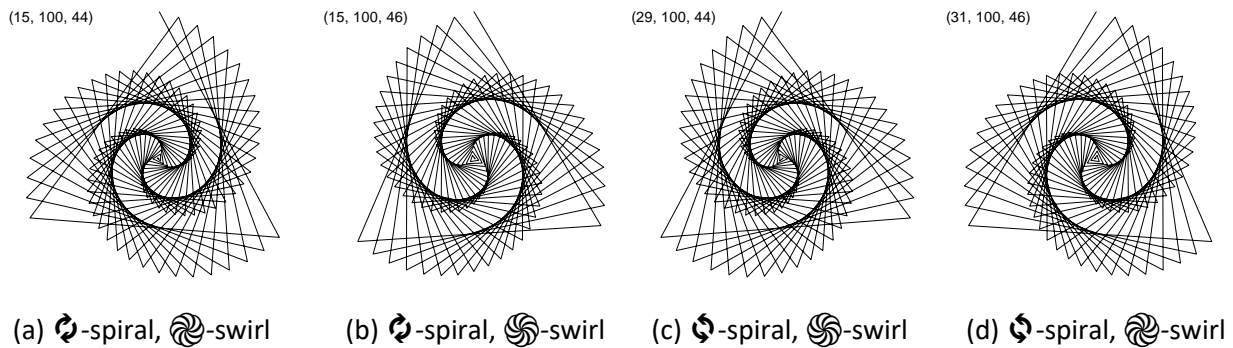 (15, 100, 44)
(15, 100, 46)
(29, 100, 44)
(31, 100, 46)
(a) -spiral, -swirl
(b) -spiral, -swirl
(c) -spiral, -swirl
(d) -spiral, -swirl